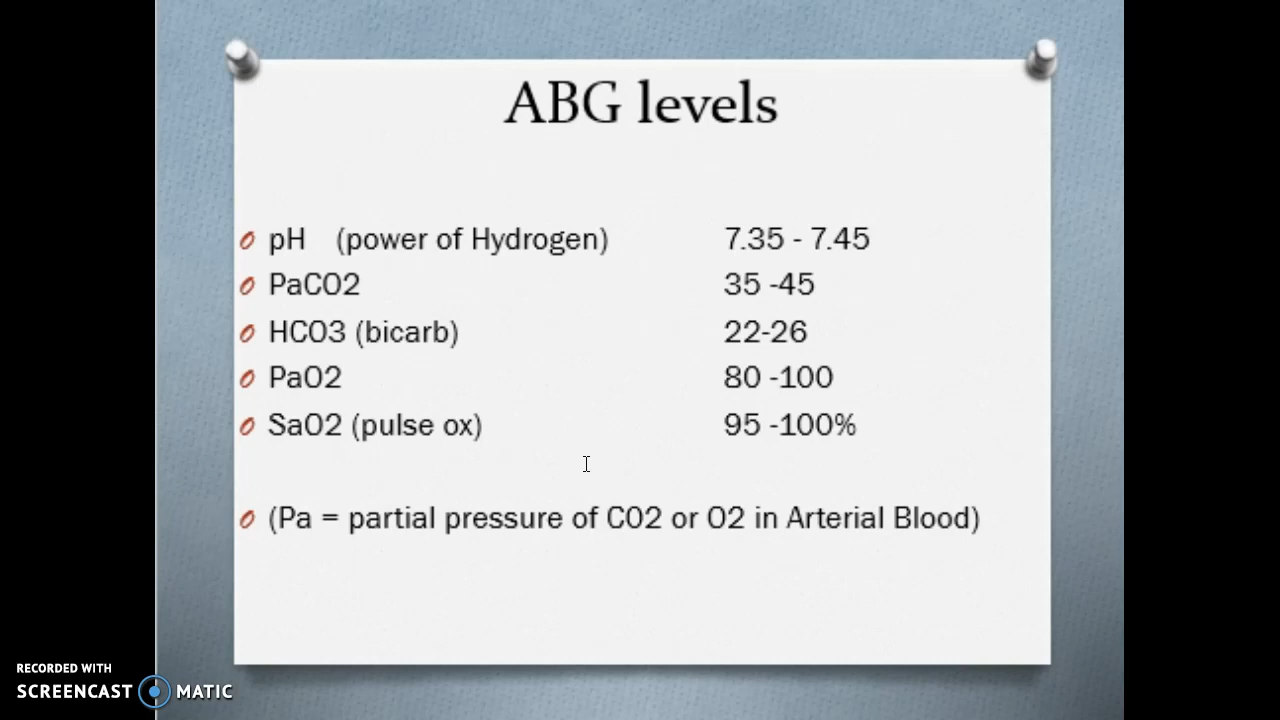 ABG levels
pH (power of Hydrogen) 7.35 - 7.45
PaCO2 35 -45
HCO3 (bicarb) 22-26
PaO2 80 -100
SaO2 (pulse ox) 95 -100%
(Pa = partial pressure of CO2 or O2 in Arterial Blood)
RECORDED WITH
SCREENCAST MATIC